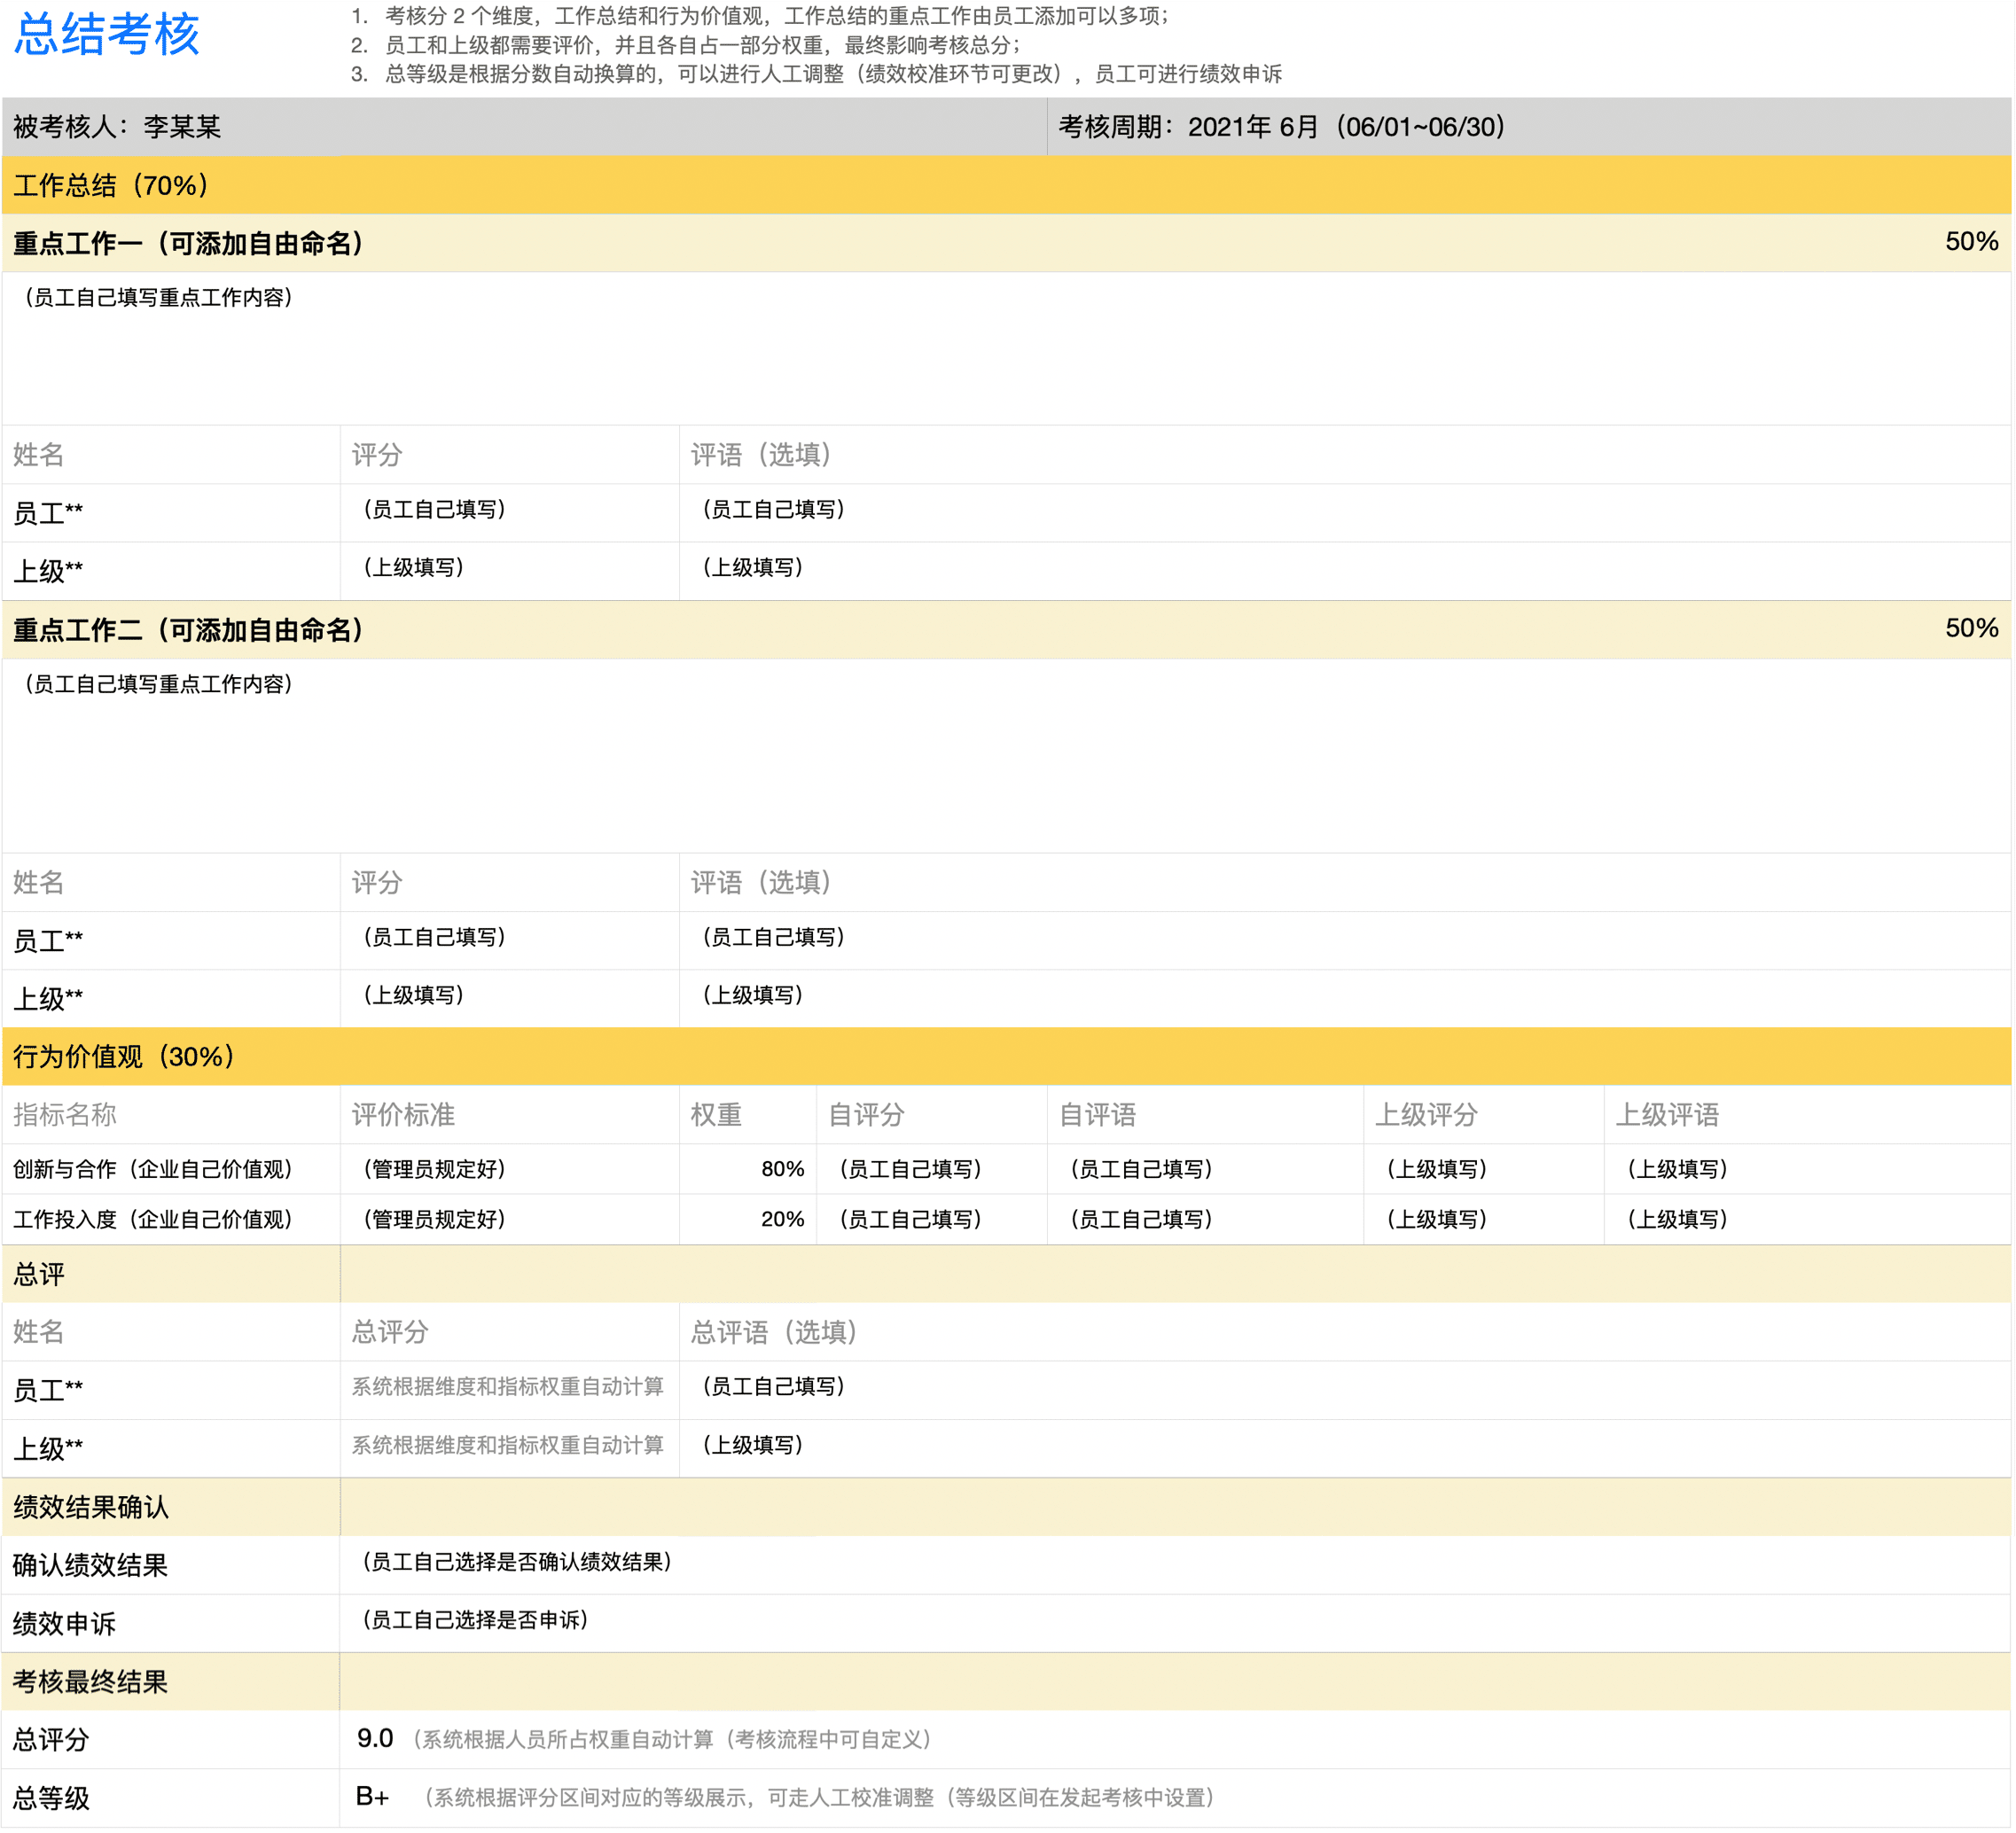 总结考核
1. 考核分 2 个维度，工作总结和行为价值观，工作总结的重点工作由员工添加可以多项；
2. 员工和上级都需要评价，并且各自占一部分权重，最终影响考核总分；
3. 总等级是根据分数自动换算的，可以进行人工调整（绩效校准环节可更改），员工可进行绩效申诉
被考核人：李某某 考核周期：2021年 6月（06/01~06/30）
工作总结（70%）
重点工作一（可添加自由命名） 50%
（员工自己填写重点工作内容）
姓名 评分 评语（选填）
员工** （员工自己填写） （员工自己填写）
上级** （上级填写） （上级填写）
重点工作二（可添加自由命名） 50%
（员工自己填写重点工作内容）
姓名 评分 评语（选填）
员工** （员工自己填写） （员工自己填写）
上级** （上级填写） （上级填写）
行为价值观（30%）
指标名称 评价标准 权重 自评分 自评语 上级评分 上级评语
创新与合作（企业自己价值观） （管理员规定好） 80% （员工自己填写） （员工自己填写） （上级填写） （上级填写）
工作投入度（企业自己价值观） （管理员规定好） 20% （员工自己填写） （员工自己填写） （上级填写） （上级填写）
总评
姓名 总评分 总评语（选填）
员工** 系统根据维度和指标权重自动计算 （员工自己填写）
上级** 系统根据维度和指标权重自动计算 （上级填写）
绩效结果确认
确认绩效结果 （员工自己选择是否确认绩效结果）
绩效申诉 （员工自己选择是否申诉）
考核最终结果
总评分 9.0 （系统根据人员所占权重自动计算（考核流程中可自定义）
总等级 B+ （系统根据评分区间对应的等级展示，可走人工校准调整（等级区间在发起考核中设置）